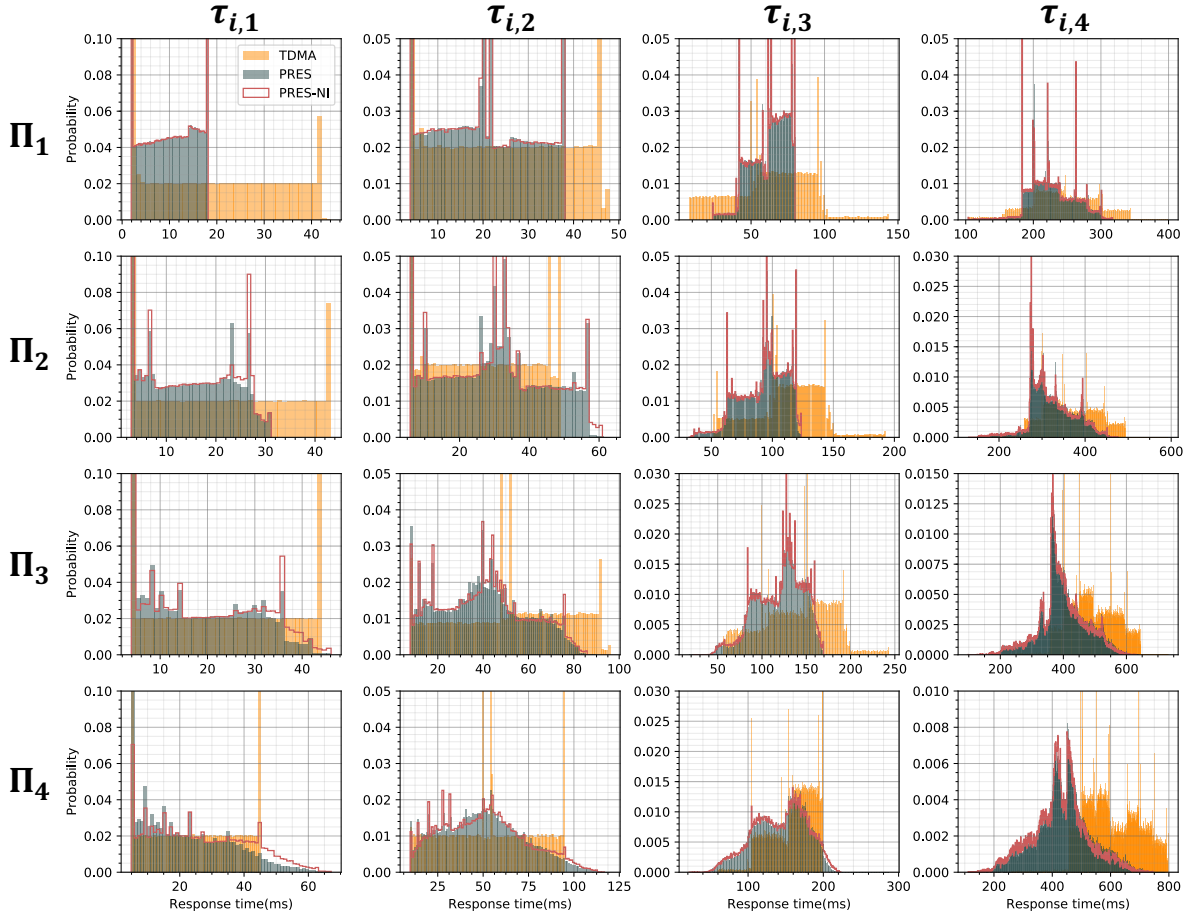 τi,1 τi,2 τi,3 τi,4
Π1
Probability
0.10 0.08 0.06 0.04 0.02 0.00
0 10 20 30 40
TDMA
PRES
PRES-NI
0.05 0.04 0.03 0.02 0.01 0.00
10 20 30 40 50
0.05 0.04 0.03 0.02 0.01 0.00
50 100 150
0.05 0.04 0.03 0.02 0.01 0.00
100 200 300 400
Π2
Probability
0.10 0.08 0.06 0.04 0.02 0.00
10 20 30 40
0.05 0.04 0.03 0.02 0.01 0.00
20 40 60
0.05 0.04 0.03 0.02 0.01 0.00
50 100 150 200
0.030 0.025 0.020 0.015 0.010 0.005 0.000
200 400 600
Π3
Probability
0.10 0.08 0.06 0.04 0.02 0.00
10 20 30 40
0.05 0.04 0.03 0.02 0.01 0.00
20 40 60 80 100
0.030 0.025 0.020 0.015 0.010 0.005 0.000
50 100 150 200 250
0.0150 0.0125 0.0100 0.0075 0.0050 0.0025 0.0000
200 400 600
Π4
Probability
0.10 0.08 0.06 0.04 0.02 0.00
20 40 60
Response time(ms)
0.05 0.04 0.03 0.02 0.01 0.00
25 50 75 100 125
Response time(ms)
0.030 0.025 0.020 0.015 0.010 0.005 0.000
100 200 300
Response time(ms)
0.010 0.008 0.006 0.004 0.002 0.000
200 400 600 800
Response time(ms)